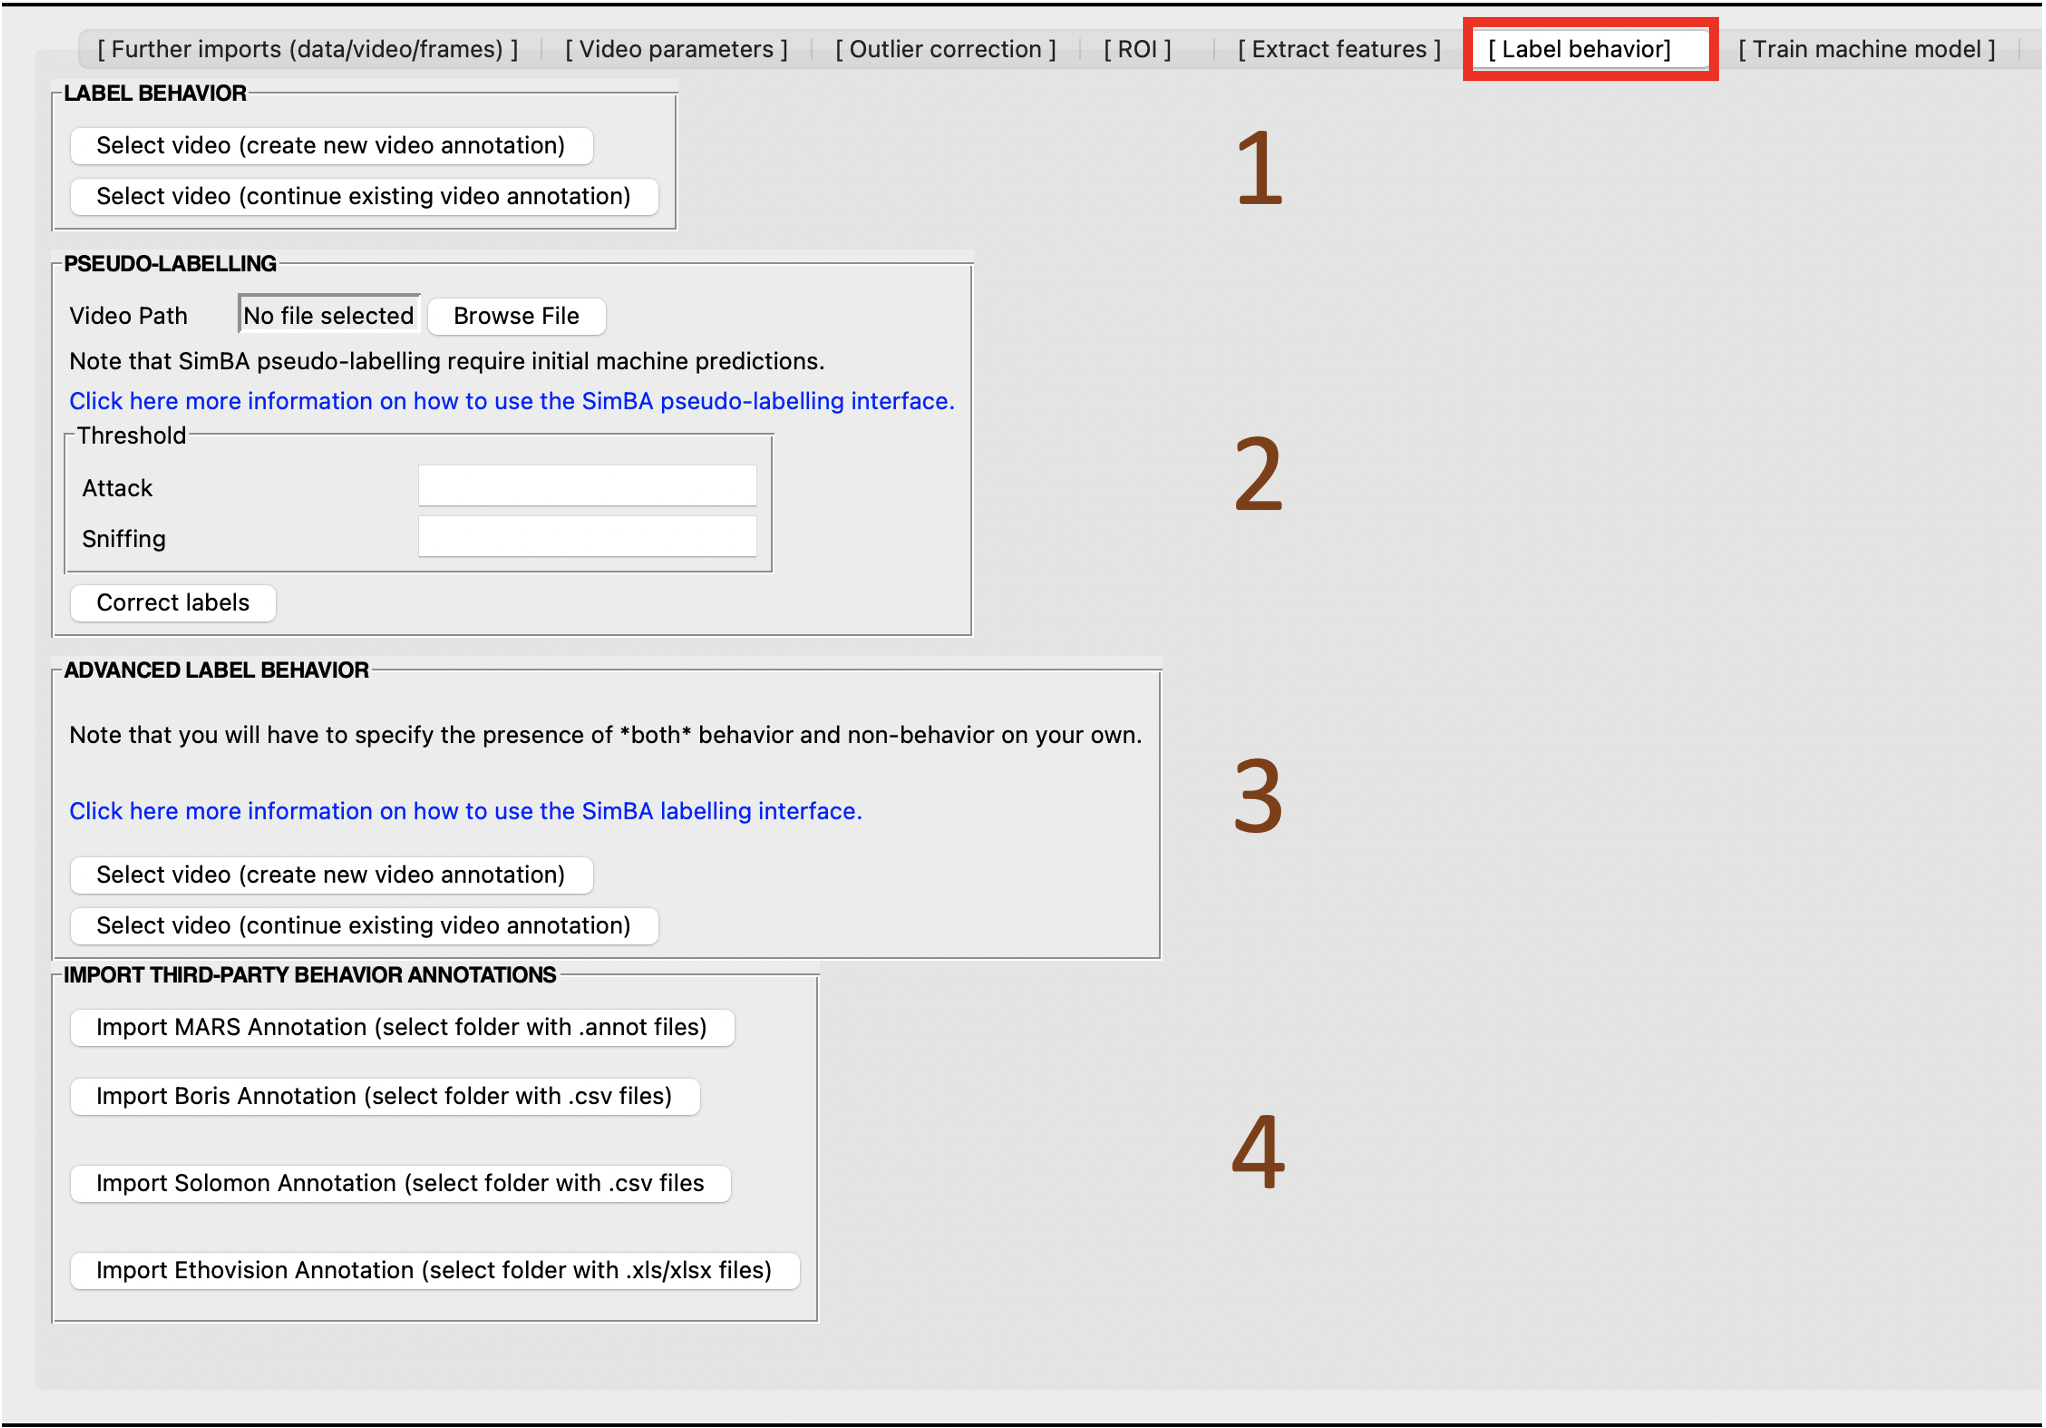 [ Further imports (data/video/frames) ] [ Video parameters ] [ Outlier correction ] [ ROI ] [ Extract features ] [ Label behavior] [ Train machine model ]
LABEL BEHAVIOR
Select video (create new video annotation)
1
Select video (continue existing video annotation)
PSEUDO-LABELLING
Video Path No file selected Browse File
Note that SimBA pseudo-labelling require initial machine predictions.
Click here more information on how to use the SimBA pseudo-labelling interface.
Threshold
2
Attack
Sniffing
Correct labels
ADVANCED LABEL BEHAVIOR
Note that you will have to specify the presence of *both* behavior and non-behavior on your own.
3
Click here more information on how to use the SimBA labelling interface.
Select video (create new video annotation)
Select video (continue existing video annotation)
IMPORT THIRD-PARTY BEHAVIOR ANNOTATIONS
Import MARS Annotation (select folder with .annot files)
Import Boris Annotation (select folder with .csv files)
4
Import Solomon Annotation (select folder with .csv files
Import Ethovision Annotation (select folder with .xls/xlsx files)